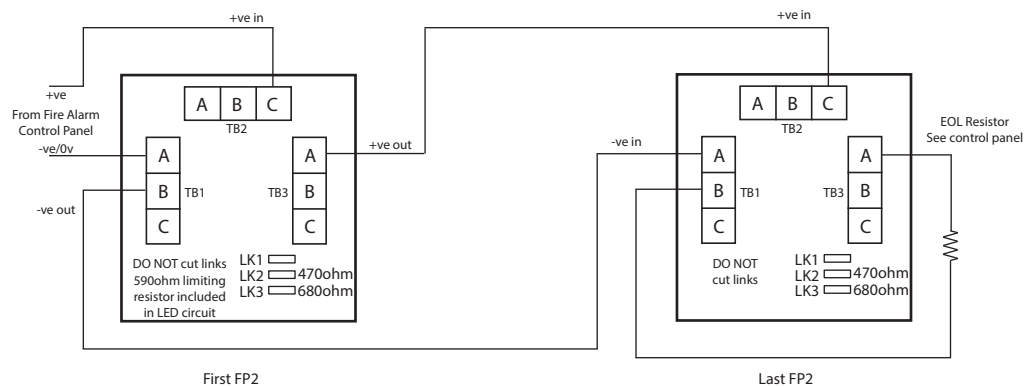 +ve in
+ve in
+ve
From Fire Alarm
Control Panel
-ve/0v
-ve out
A B C
TB2
A
B
C
TB1
TB3
A
B
C
+ve out
DO NOT cut links
590ohm limiting
resistor included
in LED circuit
LK1
LK2 470ohm
LK3 680ohm
First FP2
-ve in
A B C
TB2
A
B
C
TB1
TB3
A
B
C
EOL Resistor
See control panel
DO NOT
cut links
LK1
LK2 470ohm
LK3 680ohm
Last FP2